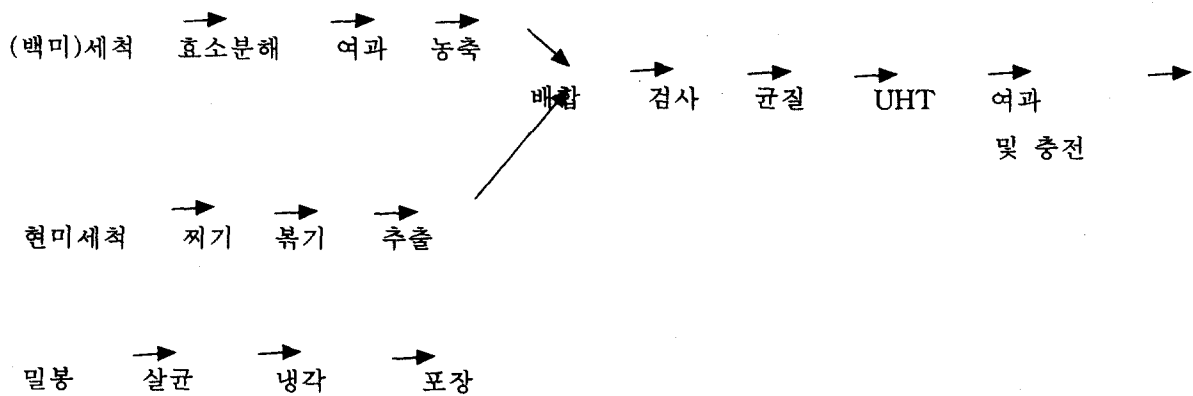 (백미)세척 효소분해 여과 농축
배합 검사 균질 UHT 여과
및 충전
현미세척 찌기 볶기 추출
밀봉 살균 냉각 포장